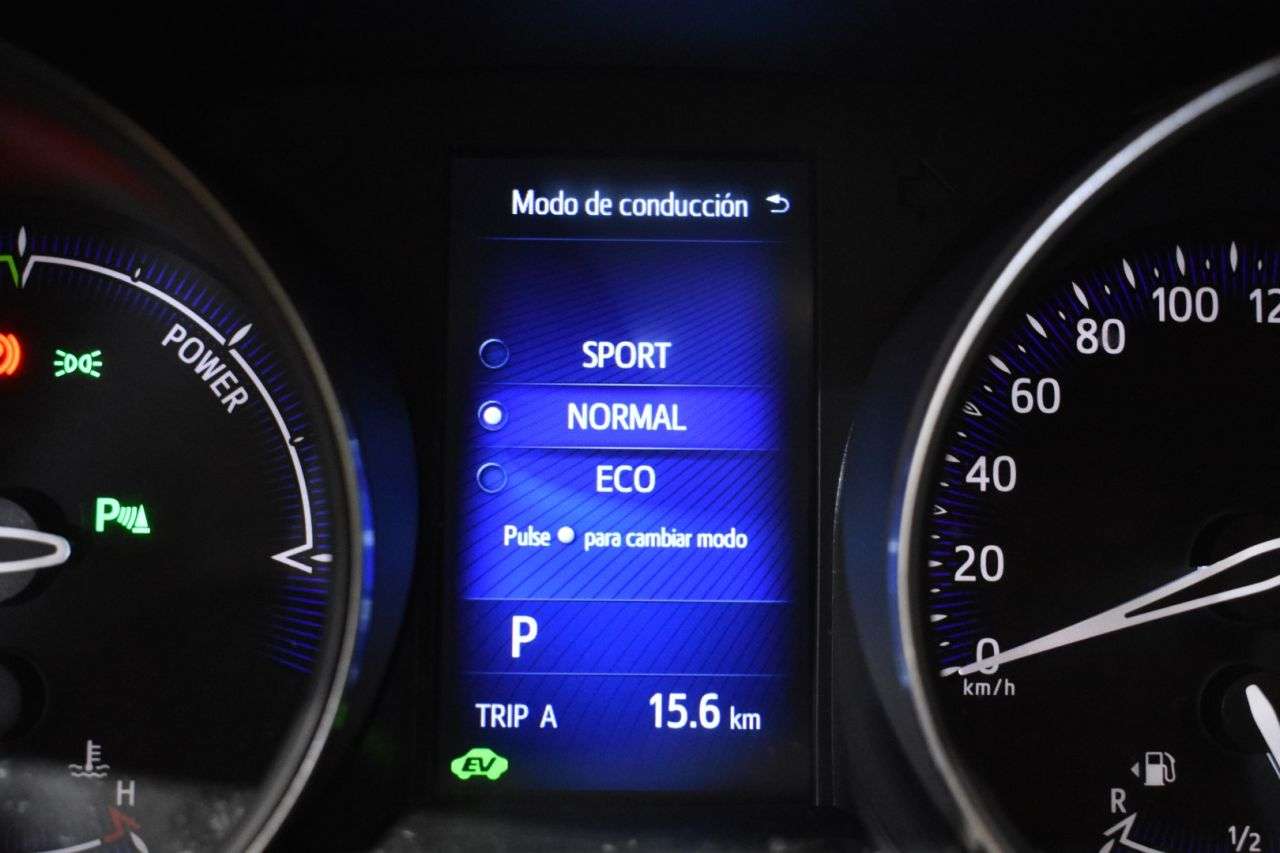 Modo de conducción
SPORT
NORMAL
ECO
Pulse para cambiar modo
P
TRIP A 15.6 km
EV
POWER
P
H
0
20
40
60
80
100
km/h
R
1/2